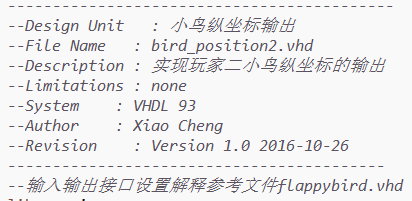 --------------------------------------------
--Design Unit   : 小鸟纵坐标输出
--File Name   : bird_position2.vhd
--Description : 实现玩家二小鸟纵坐标的输出
--Limitations : none
--System    : VHDL 93
--Author    : Xiao Cheng
--Revision    : Version 1.0 2016-10-26
-------------------------------------------
--输入输出接口设置解释参考文件flappybird.vhd